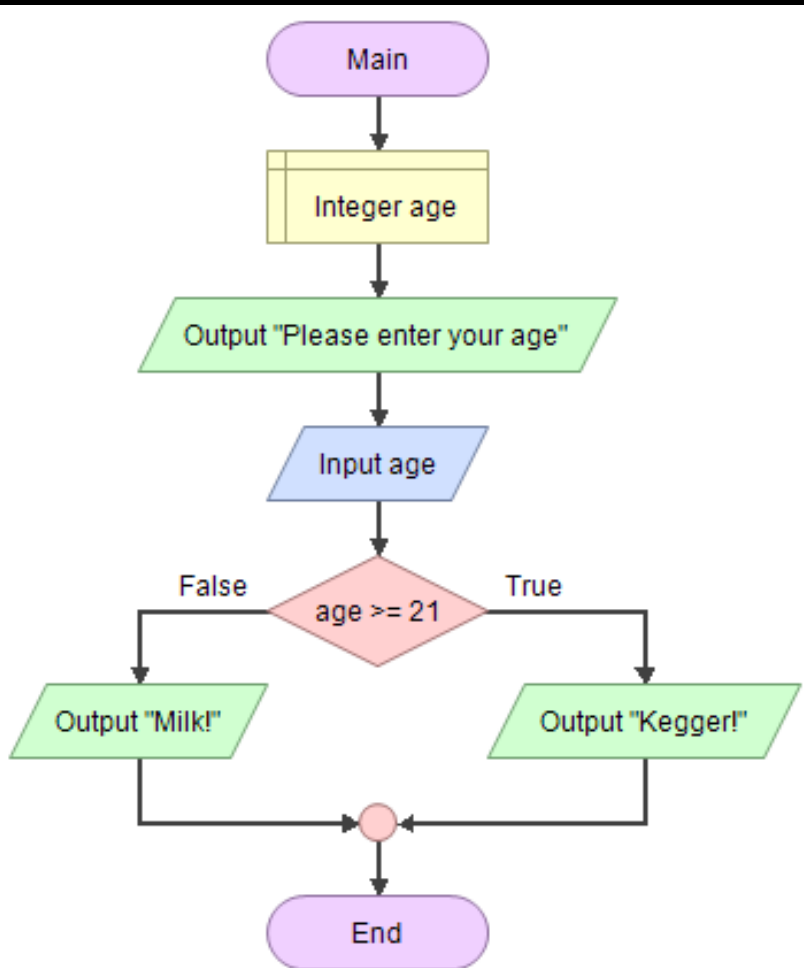 Main
Integer age
Output "Please enter your age"
Input age
False
True
age >= 21
Output "Milk!"
Output "Kegger!"
End